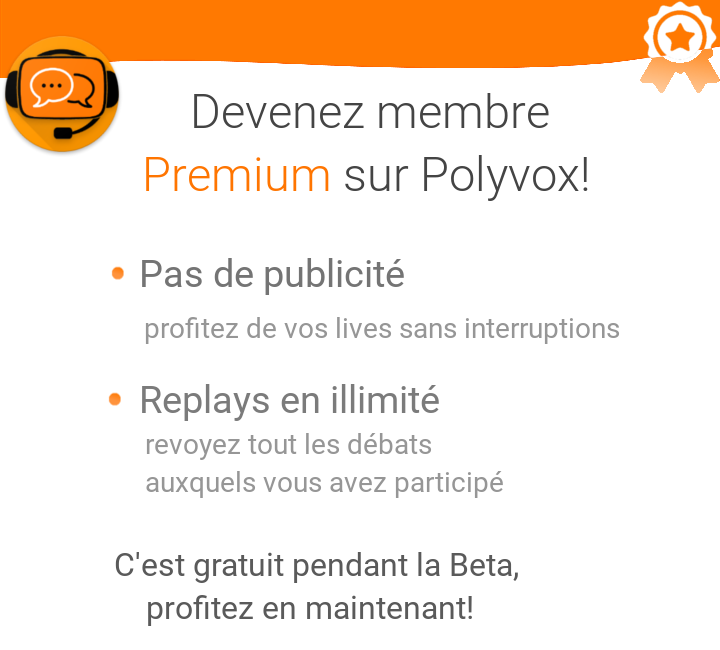 Devenez membre
Premium sur Polyvox!
Pas de publicité
profitez de vos lives sans interruptions
Replays en illimité
revoyez tout les débats
auxquels vous avez participé
C'est gratuit pendant la Beta,
profitez en maintenant!